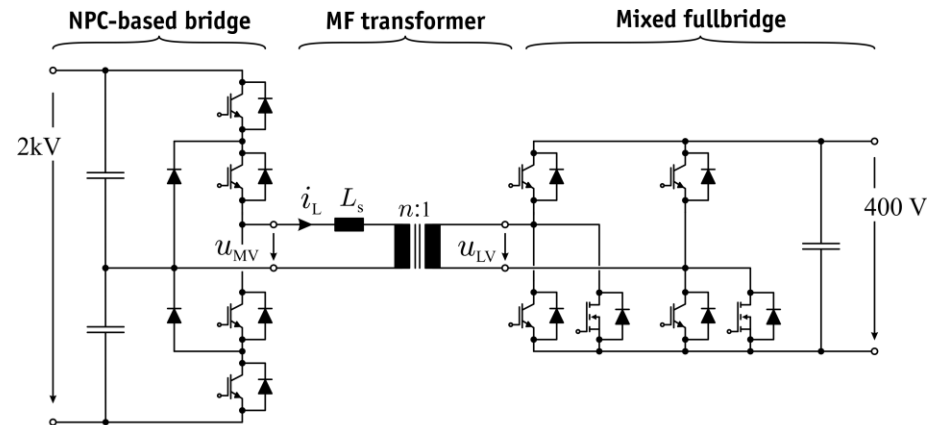 NPC-based bridge
MF transformer
Mixed fullbridge
2kV
i_L
L_s
n:1
u_MV
u_LV
400 V